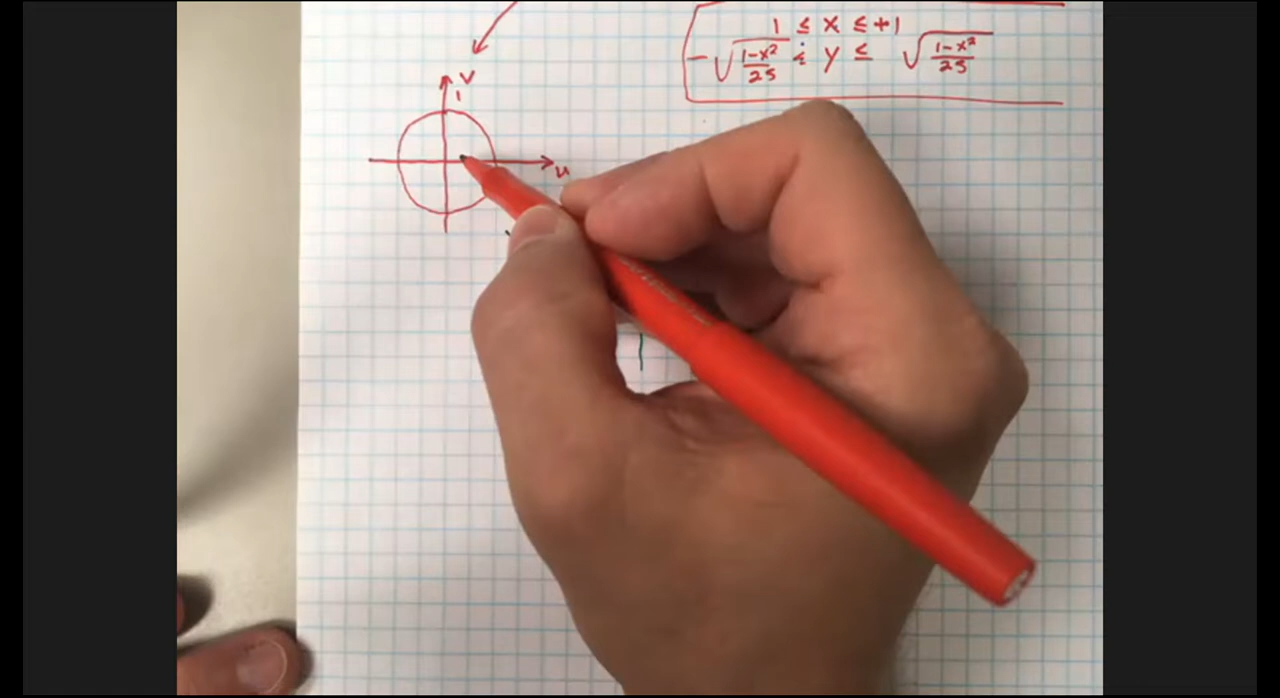 1 ≤ x ≤ +1
-√(1-x²/25) ≤ y ≤ √(1-x²/25)
v
1
u